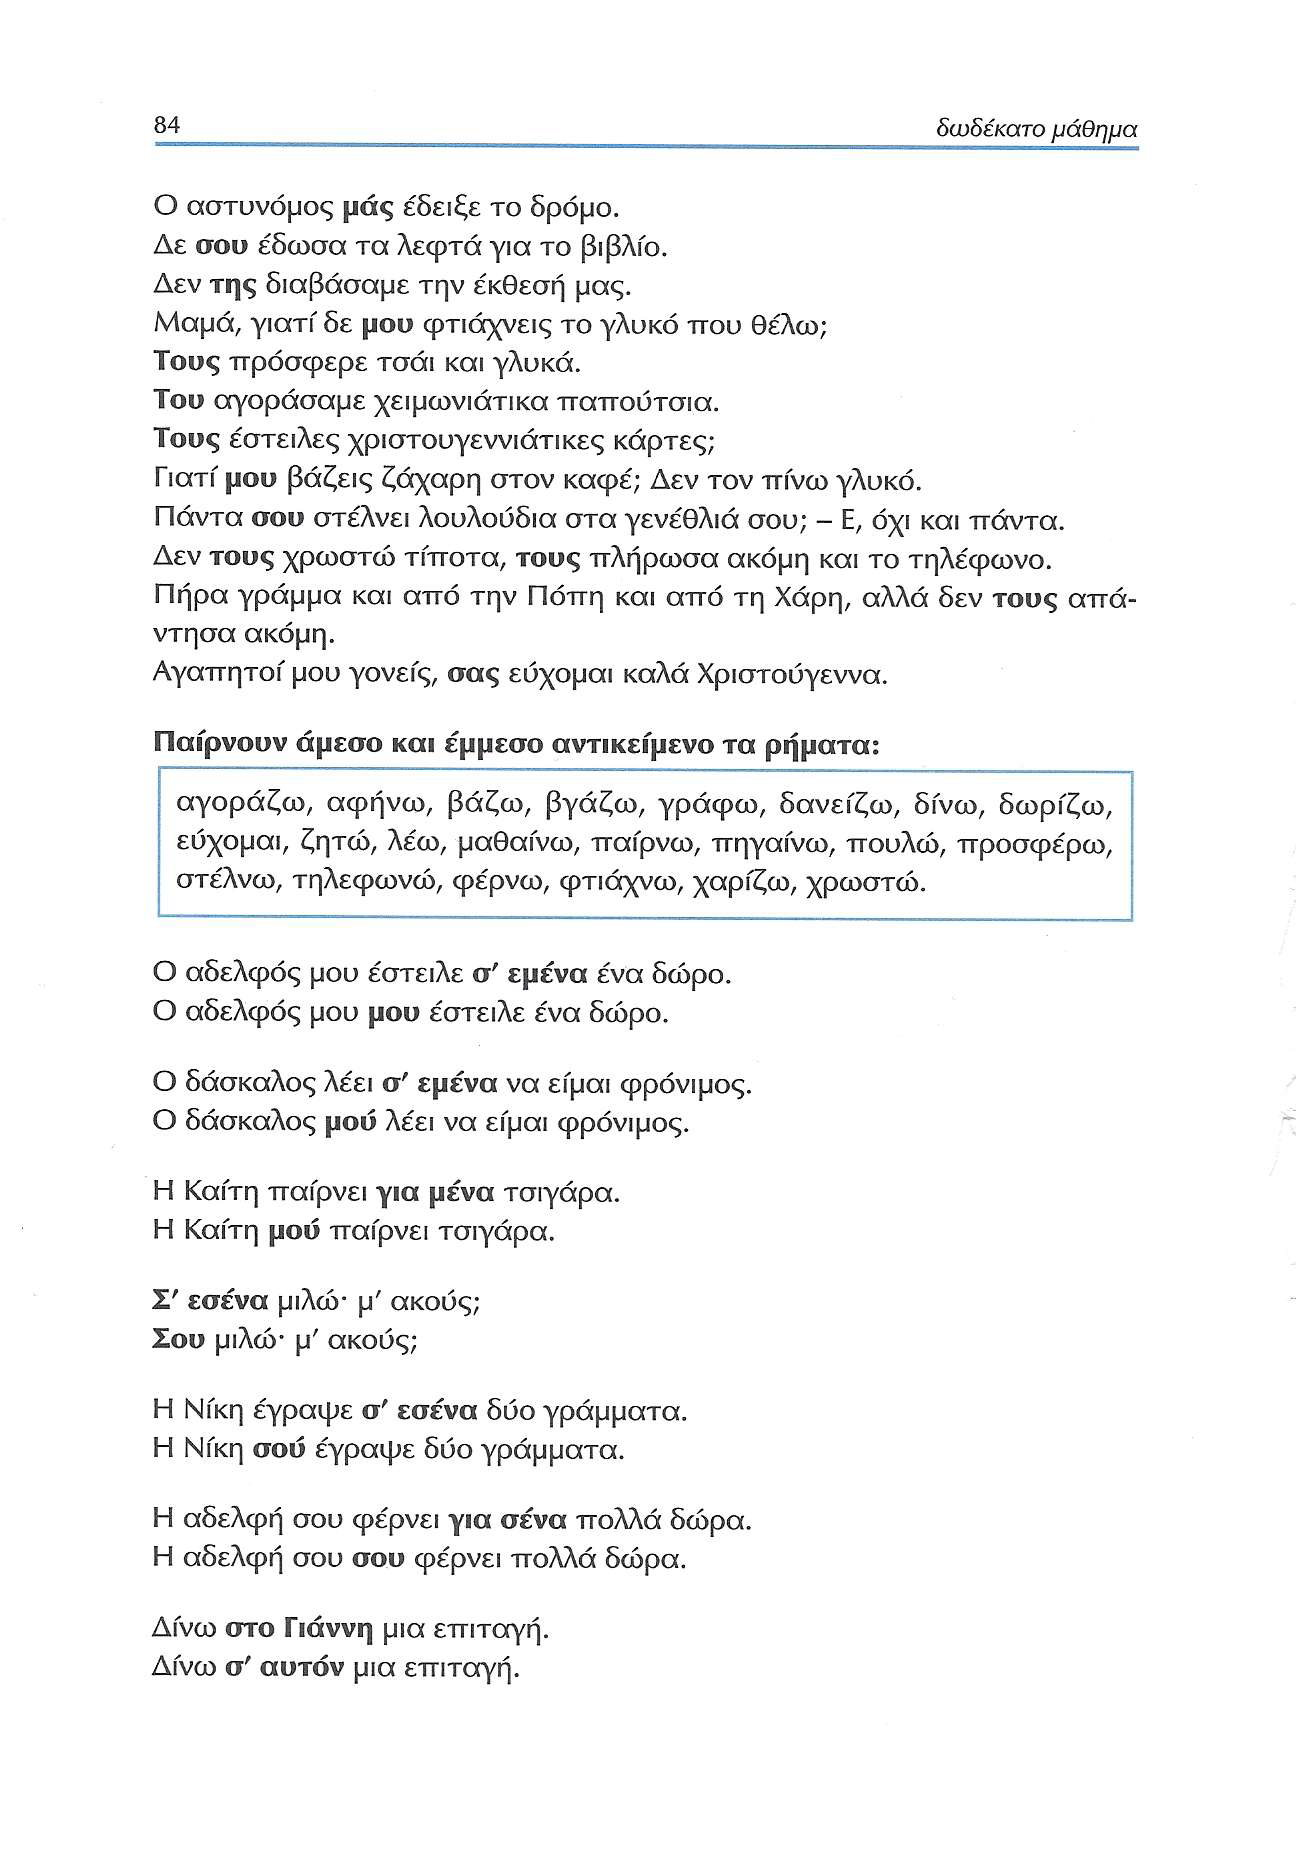 84 δωδέκατο μάθημα
Ο αστυνόμος μάς έδειξε το δρόμο.
Δε σου έδωσα τα λεφτά για το βιβλίο.
Δεν της διαβάσαμε την έκθεσή μας.
Μαμά, γιατί δε μου φτιάχνεις το γλυκό που θέλω;
Τους πρόσφερε τσάι και γλυκά.
Του αγοράσαμε χειμωνιάτικα παπούτσια.
Τους έστειλες χριστουγεννιάτικες κάρτες;
Γιατί μου βάζεις ζάχαρη στον καφέ; Δεν τον πίνω γλυκό.
Πάντα σου στέλνει λουλούδια στα γενέθλιά σου; – Ε, όχι και πάντα.
Δεν τους χρωστώ τίποτα, τους πλήρωσα ακόμη και το τηλέφωνο.
Πήρα γράμμα και από την Πόπη και από τη Χάρη, αλλά δεν τους απά-
ντησα ακόμη.
Αγαπητοί μου γονείς, σας εύχομαι καλά Χριστούγεννα.
Παίρνουν άμεσο και έμμεσο αντικείμενο τα ρήματα:
αγοράζω, αφήνω, βάζω, βγάζω, γράφω, δανείζω, δίνω, δωρίζω,
εύχομαι, ζητώ, λέω, μαθαίνω, παίρνω, πηγαίνω, πουλώ, προσφέρω,
στέλνω, τηλεφωνώ, φέρνω, φτιάχνω, χαρίζω, χρωστώ.
Ο αδελφός μου έστειλε σ' εμένα ένα δώρο.
Ο αδελφός μου μου έστειλε ένα δώρο.
Ο δάσκαλος λέει σ' εμένα να είμαι φρόνιμος.
Ο δάσκαλος μού λέει να είμαι φρόνιμος.
Η Καίτη παίρνει για μένα τσιγάρα.
Η Καίτη μού παίρνει τσιγάρα.
Σ' εσένα μιλώ· μ' ακούς;
Σου μιλώ· μ' ακούς;
Η Νίκη έγραψε σ' εσένα δύο γράμματα.
Η Νίκη σού έγραψε δύο γράμματα.
Η αδελφή σου φέρνει για σένα πολλά δώρα.
Η αδελφή σου σου φέρνει πολλά δώρα.
Δίνω στο Γιάννη μια επιταγή.
Δίνω σ' αυτόν μια επιταγή.